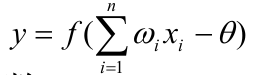 y = f(∑_{i=1}^{n} ω_i x_i − θ)